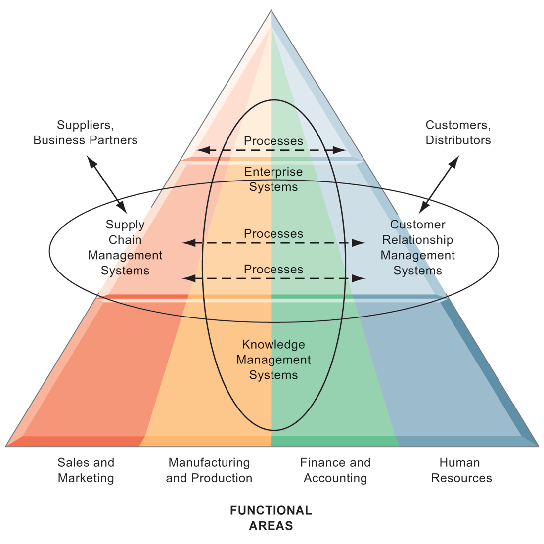 Suppliers,
Business Partners
Customers,
Distributors
Processes
Enterprise
Systems
Supply
Chain
Management
Systems
Processes
Processes
Customer
Relationship
Management
Systems
Knowledge
Management
Systems
Sales and
Marketing
Manufacturing
and Production
Finance and
Accounting
Human
Resources
FUNCTIONAL
AREAS